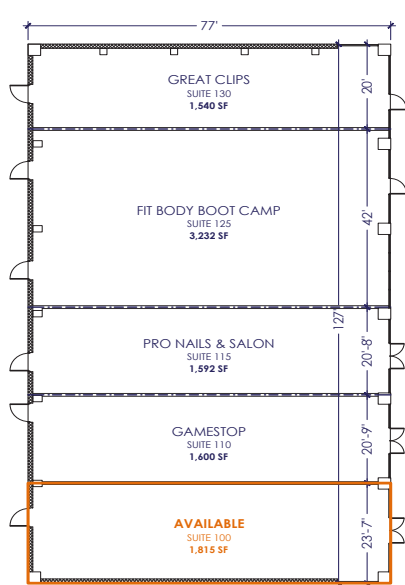 77'
GREAT CLIPS
SUITE 130
1,540 SF
20'
FIT BODY BOOT CAMP
SUITE 125
3,232 SF
42'
127'
PRO NAILS & SALON
SUITE 115
1,592 SF
20'-8"
GAMESTOP
SUITE 110
1,600 SF
20'-9"
AVAILABLE
SUITE 100
1,815 SF
23'-7"